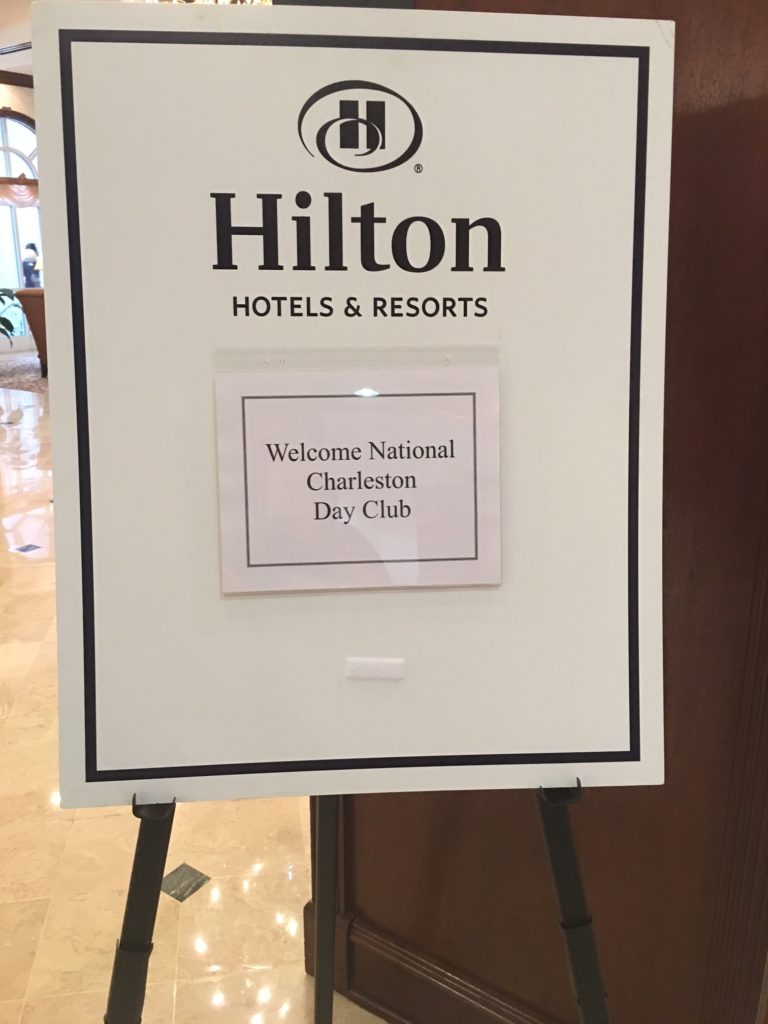 H
®
Hilton
HOTELS & RESORTS
Welcome National
Charleston
Day Club